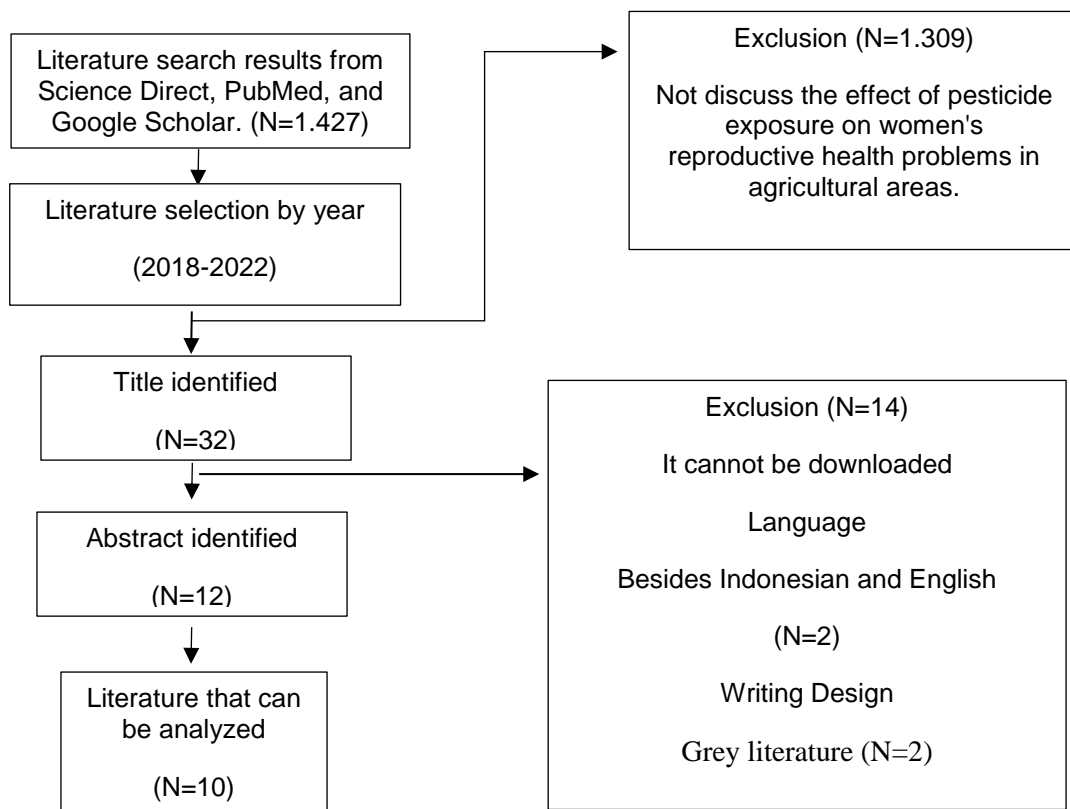 Literature search results from
Science Direct, PubMed, and
Google Scholar. (N=1.427)
Exclusion (N=1.309)
Not discuss the effect of pesticide
exposure on women's
reproductive health problems in
agricultural areas.
Literature selection by year
(2018-2022)
Title identified
(N=32)
Exclusion (N=14)
It cannot be downloaded
Language
Besides Indonesian and English
(N=2)
Writing Design
Grey literature (N=2)
Abstract identified
(N=12)
Literature that can
be analyzed
(N=10)